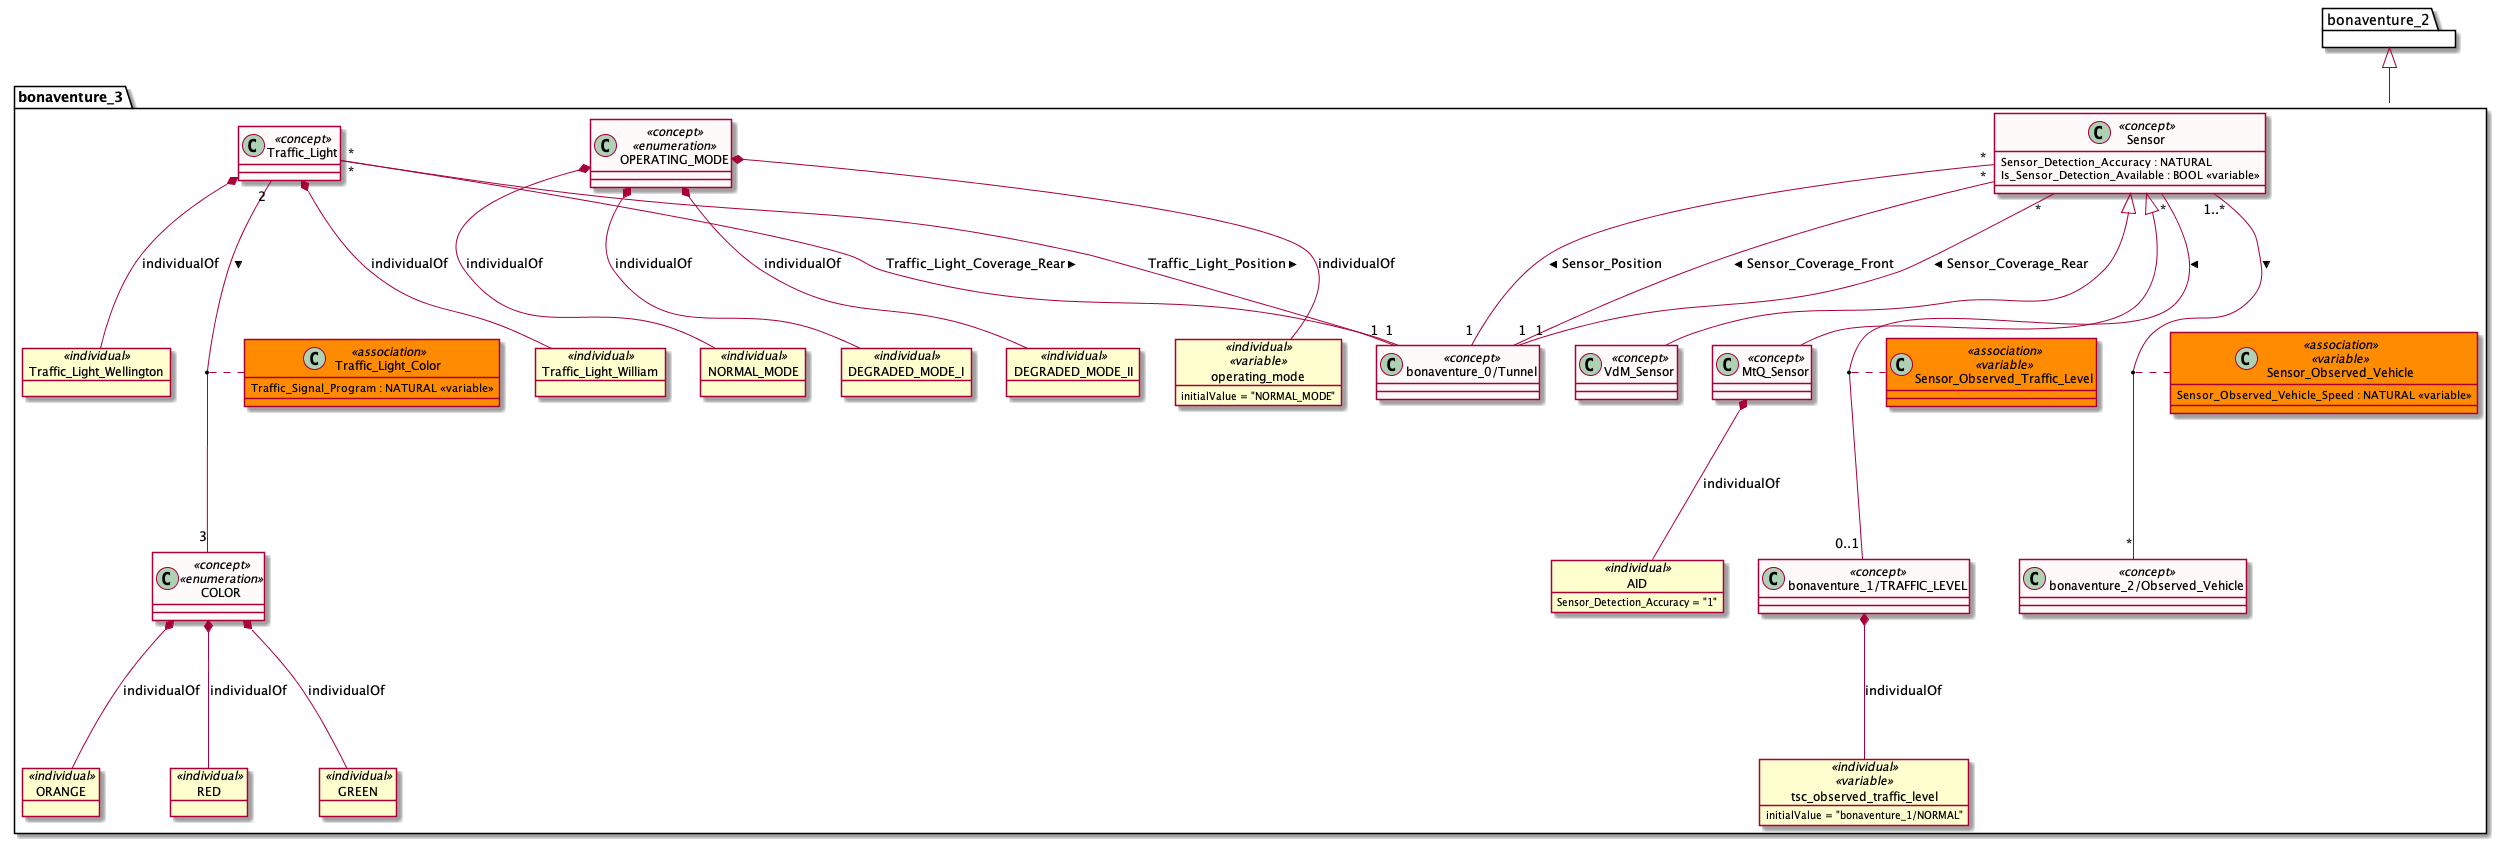 bonaventure_2
bonaventure_3
C
«concept»
Traffic_Light
C
«concept»
«enumeration»
OPERATING_MODE
C
«concept»
Sensor
Sensor_Detection_Accuracy : NATURAL
Is_Sensor_Detection_Available : BOOL «variable»
*
*
2
*
*
*
*
1..*
individualOf
individualOf
individualOf
individualOf
individualOf
Traffic_Light_Coverage_Rear
Traffic_Light_Position
individualOf
Sensor_Position
Sensor_Coverage_Front
Sensor_Coverage_Rear
1 1
1
1 1
«individual»
Traffic_Light_Wellington
C
«association»
Traffic_Light_Color
Traffic_Signal_Program : NATURAL «variable»
«individual»
Traffic_Light_William
«individual»
NORMAL_MODE
«individual»
DEGRADED_MODE_I
«individual»
DEGRADED_MODE_II
«individual»
«variable»
operating_mode
initialValue = "NORMAL_MODE"
C
«concept»
bonaventure_0/Tunnel
C
«concept»
VdM_Sensor
C
«concept»
MtQ_Sensor
C
«association»
«variable»
Sensor_Observed_Traffic_Level
C
«association»
«variable»
Sensor_Observed_Vehicle
Sensor_Observed_Vehicle_Speed : NATURAL «variable»
individualOf
3
0..1
*
C
«concept»
«enumeration»
COLOR
«individual»
AID
Sensor_Detection_Accuracy = "1"
C
«concept»
bonaventure_1/TRAFFIC_LEVEL
C
«concept»
bonaventure_2/Observed_Vehicle
individualOf
individualOf
individualOf
individualOf
«individual»
ORANGE
«individual»
RED
«individual»
GREEN
«individual»
«variable»
tsc_observed_traffic_level
initialValue = "bonaventure_1/NORMAL"